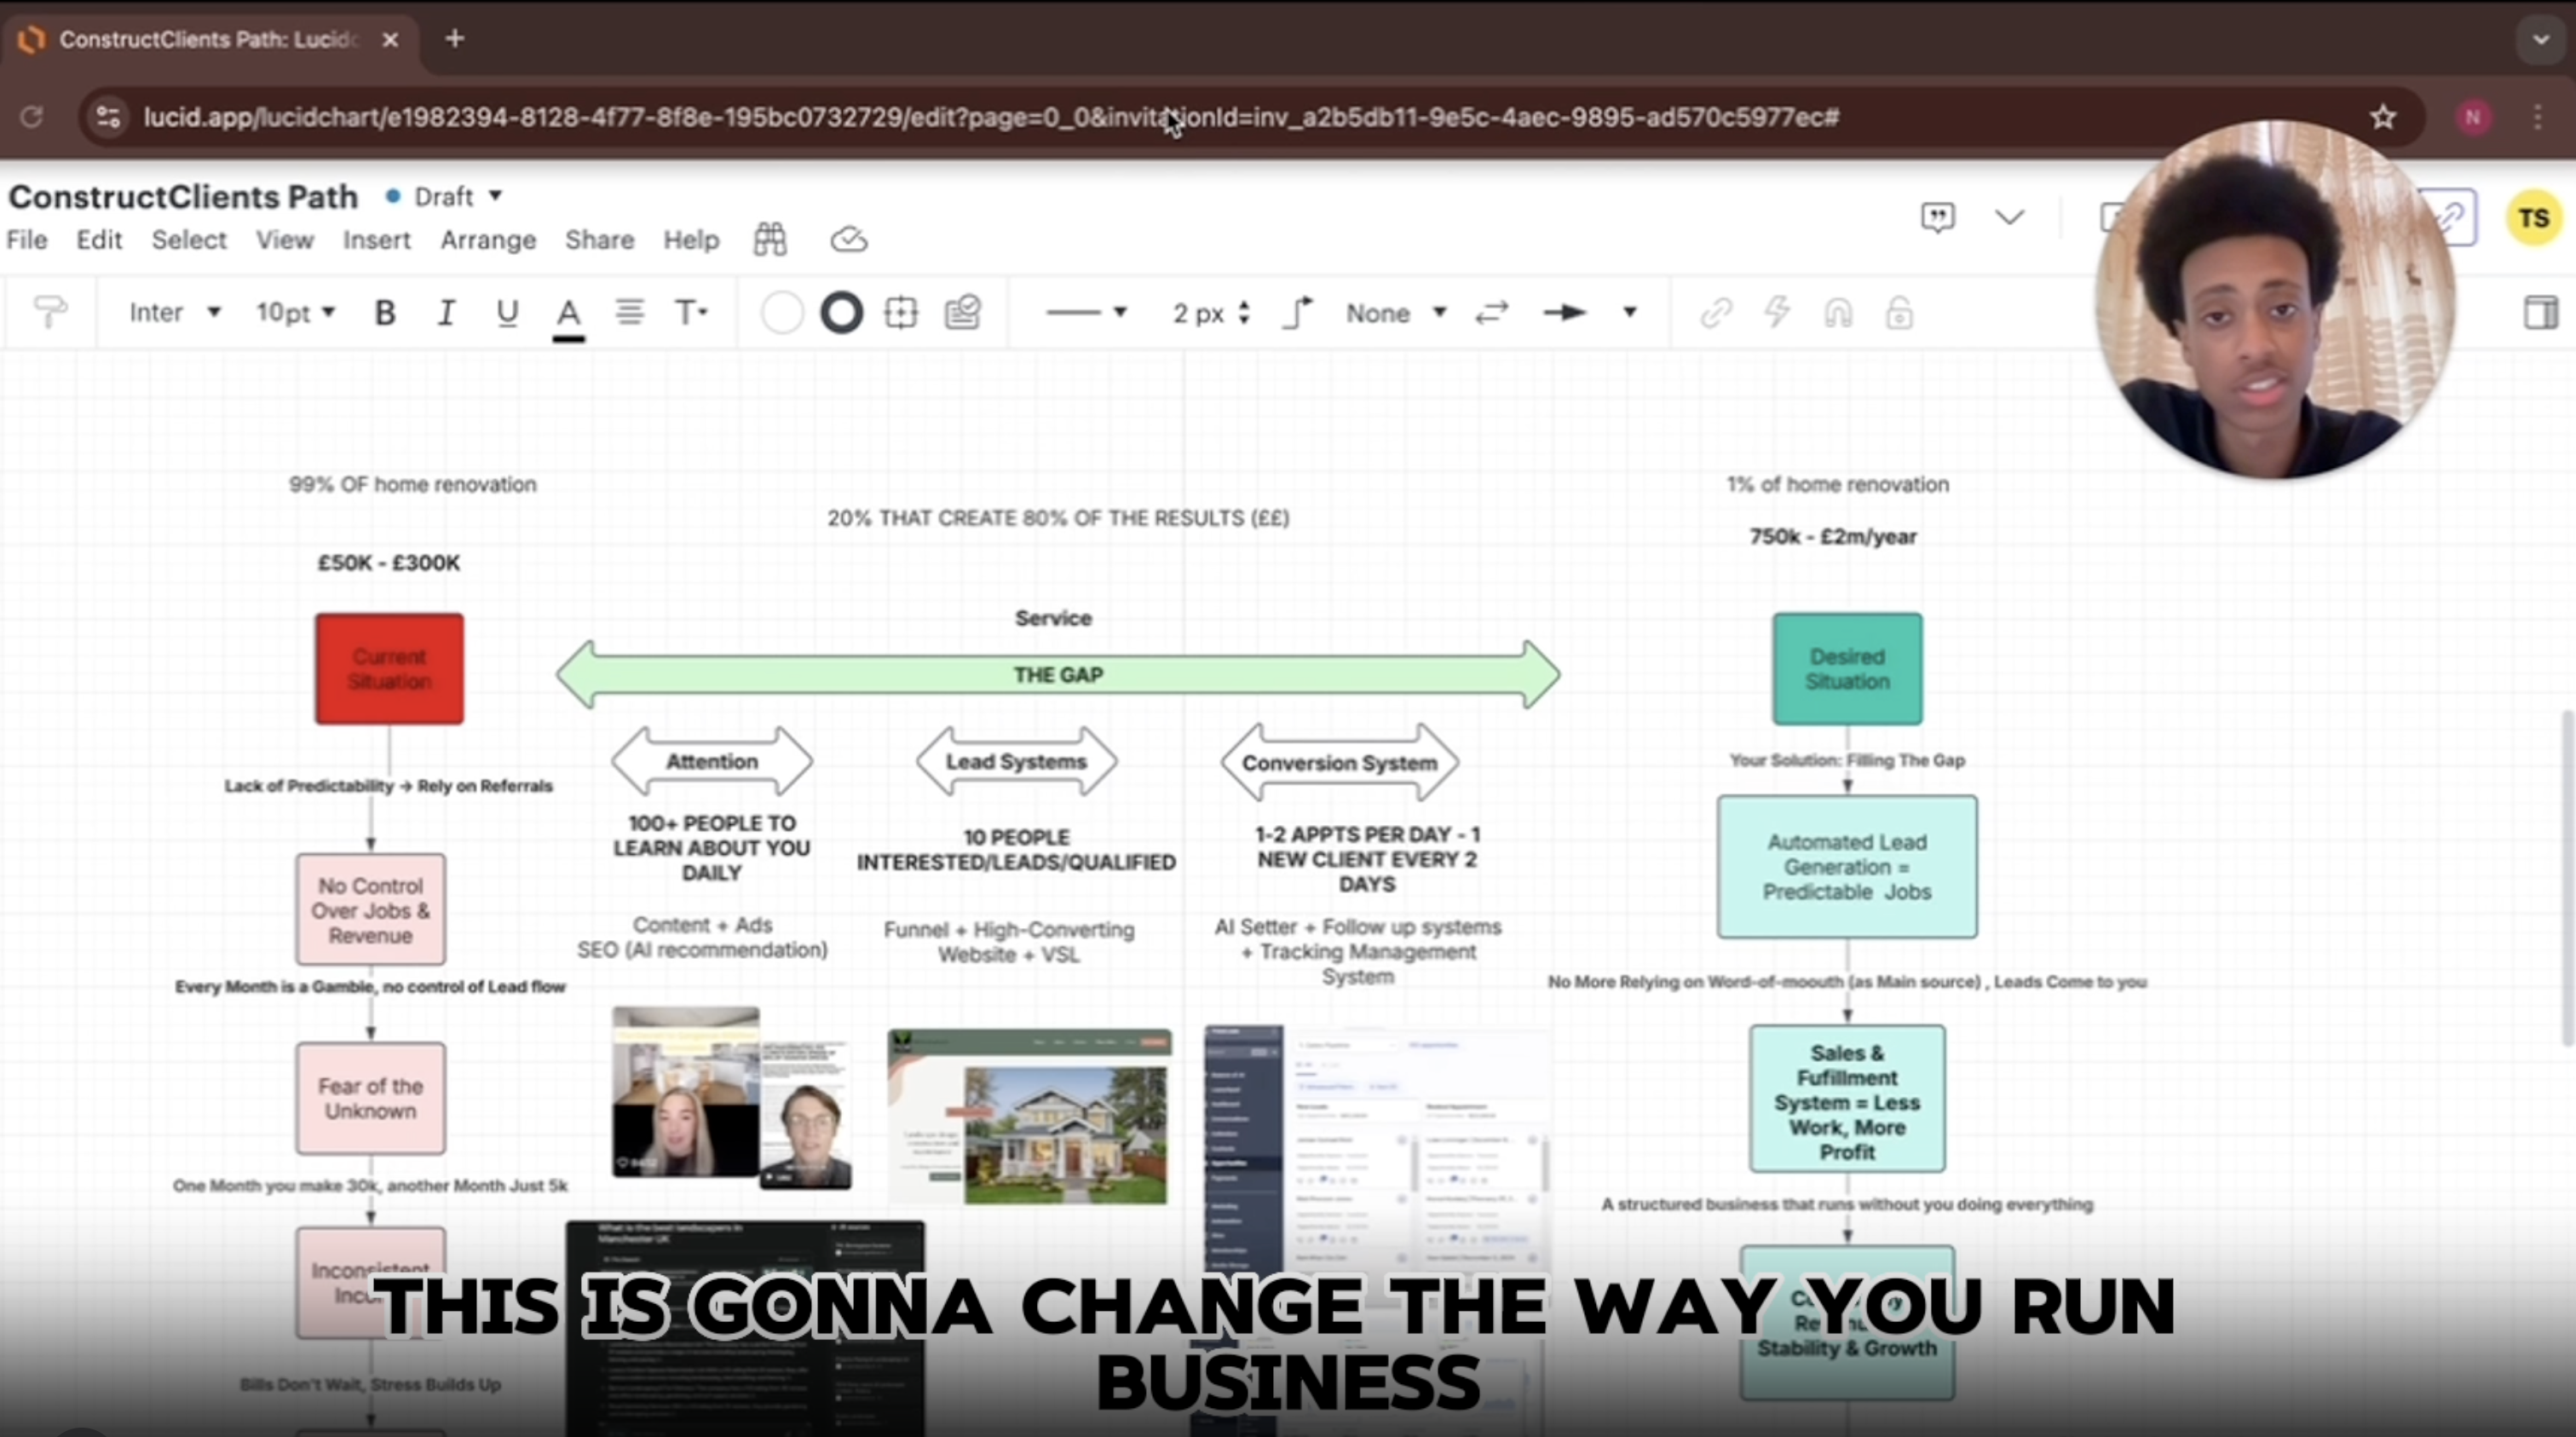 ConstructClients Path: Lucidc
lucid.app/lucidchart/e1982394-8128-4f77-8f8e-195bc0732729/edit?page=0_0&invitationId=inv_a2b5db11-9e5c-4aec-9895-ad570c5977ec#
N
ConstructClients Path
Draft
TS
File Edit Select View Insert Arrange Share Help
Inter 10pt B I U A T 2 px None
99% OF home renovation
£50K - £300K
Current
Situation
Lack of Predictability → Rely on Referrals
No Control
Over Jobs &
Revenue
Every Month is a Gamble, no control of Lead flow
Fear of the
Unknown
One Month you make 30k, another Month Just 5k
Inconsistent
Bills Don't Wait, Stress Builds Up
20% THAT CREATE 80% OF THE RESULTS (££)
Service
THE GAP
Attention
100+ PEOPLE TO
LEARN ABOUT YOU
DAILY
Content + Ads
SEO (AI recommendation)
What is the best landscapers in
Manchester UK
Lead Systems
10 PEOPLE
INTERESTED/LEADS/QUALIFIED
Funnel + High-Converting
Website + VSL
Conversion System
1-2 APPTS PER DAY - 1
NEW CLIENT EVERY 2
DAYS
AI Setter + Follow up systems
+ Tracking Management
System
1% of home renovation
750k - £2m/year
Desired
Situation
Your Solution: Filling The Gap
Automated Lead
Generation =
Predictable Jobs
No More Relying on Word-of-moouth (as Main source) , Leads Come to you
Sales &
Fufillment
System = Less
Work, More
Profit
A structured business that runs without you doing everything
Stability & Growth
THIS IS GONNA CHANGE THE WAY YOU RUN
BUSINESS